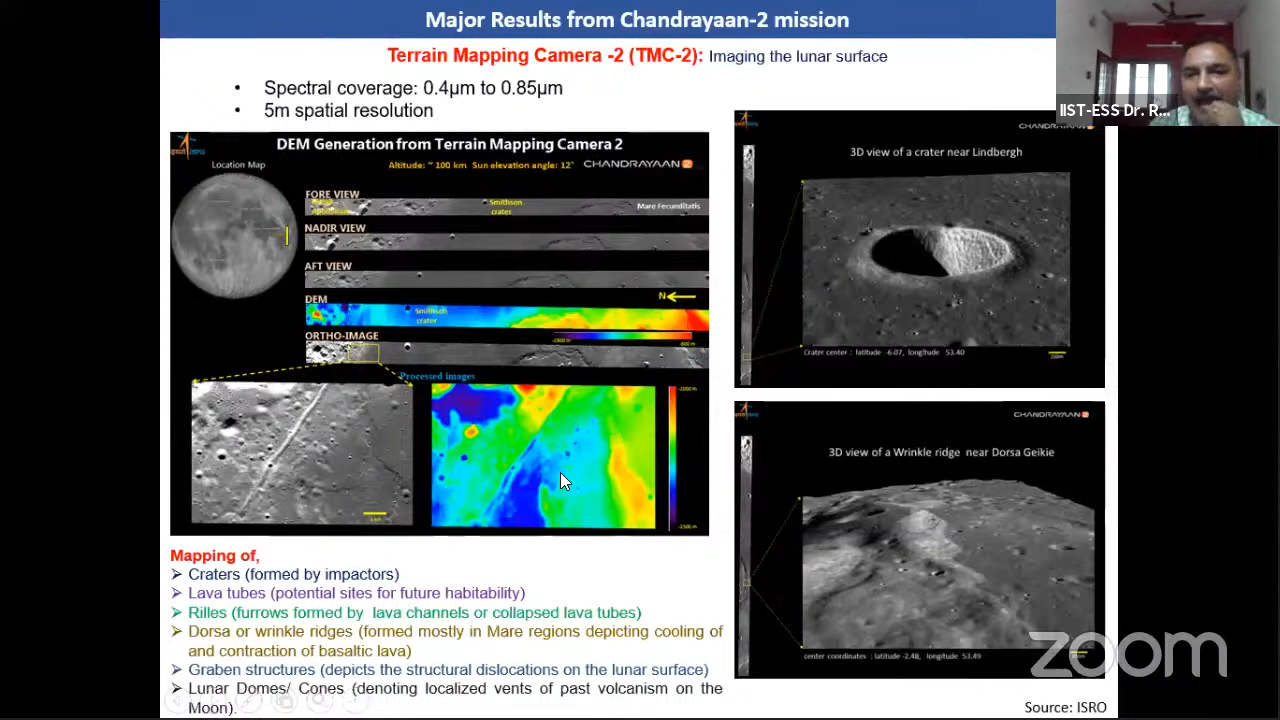 Major Results from Chandrayaan-2 mission
Terrain Mapping Camera -2 (TMC-2): Imaging the lunar surface
• Spectral coverage: 0.4µm to 0.85µm
• 5m spatial resolution
DEM Generation from Terrain Mapping Camera 2
Location Map
Altitude: ~ 100 km Sun elevation angle: 12°
CHANDRAYAAN 2
FORE VIEW
Smithson
crater
Mare Fecunditatis
NADIR VIEW
AFT VIEW
DEM
N
Smithson
crater
ORTHO-IMAGE
Processed images
CHANDRAYAAN 2
3D view of a crater near Lindbergh
Crater center : latitude -6.07, longitude 53.40
CHANDRAYAAN 2
3D view of a Wrinkle ridge near Dorsa Geikie
center coordinates : latitude -2.48, longitude 53.49
Mapping of,
➢ Craters (formed by impactors)
➢ Lava tubes (potential sites for future habitability)
➢ Rilles (furrows formed by lava channels or collapsed lava tubes)
➢ Dorsa or wrinkle ridges (formed mostly in Mare regions depicting cooling of
and contraction of basaltic lava)
➢ Graben structures (depicts the structural dislocations on the lunar surface)
➢ Lunar Domes/ Cones (denoting localized vents of past volcanism on the
Moon).
Source: ISRO
IIST-ESS Dr. R...
zoom